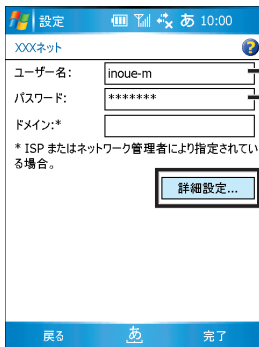 設定 あ 10:00
XXXネット ?
ユーザー名: inoue-m
パスワード: *******
ドメイン:*
* ISP またはネットワーク管理者により指定されてい
る場合。
詳細設定...
戻る あ 完了